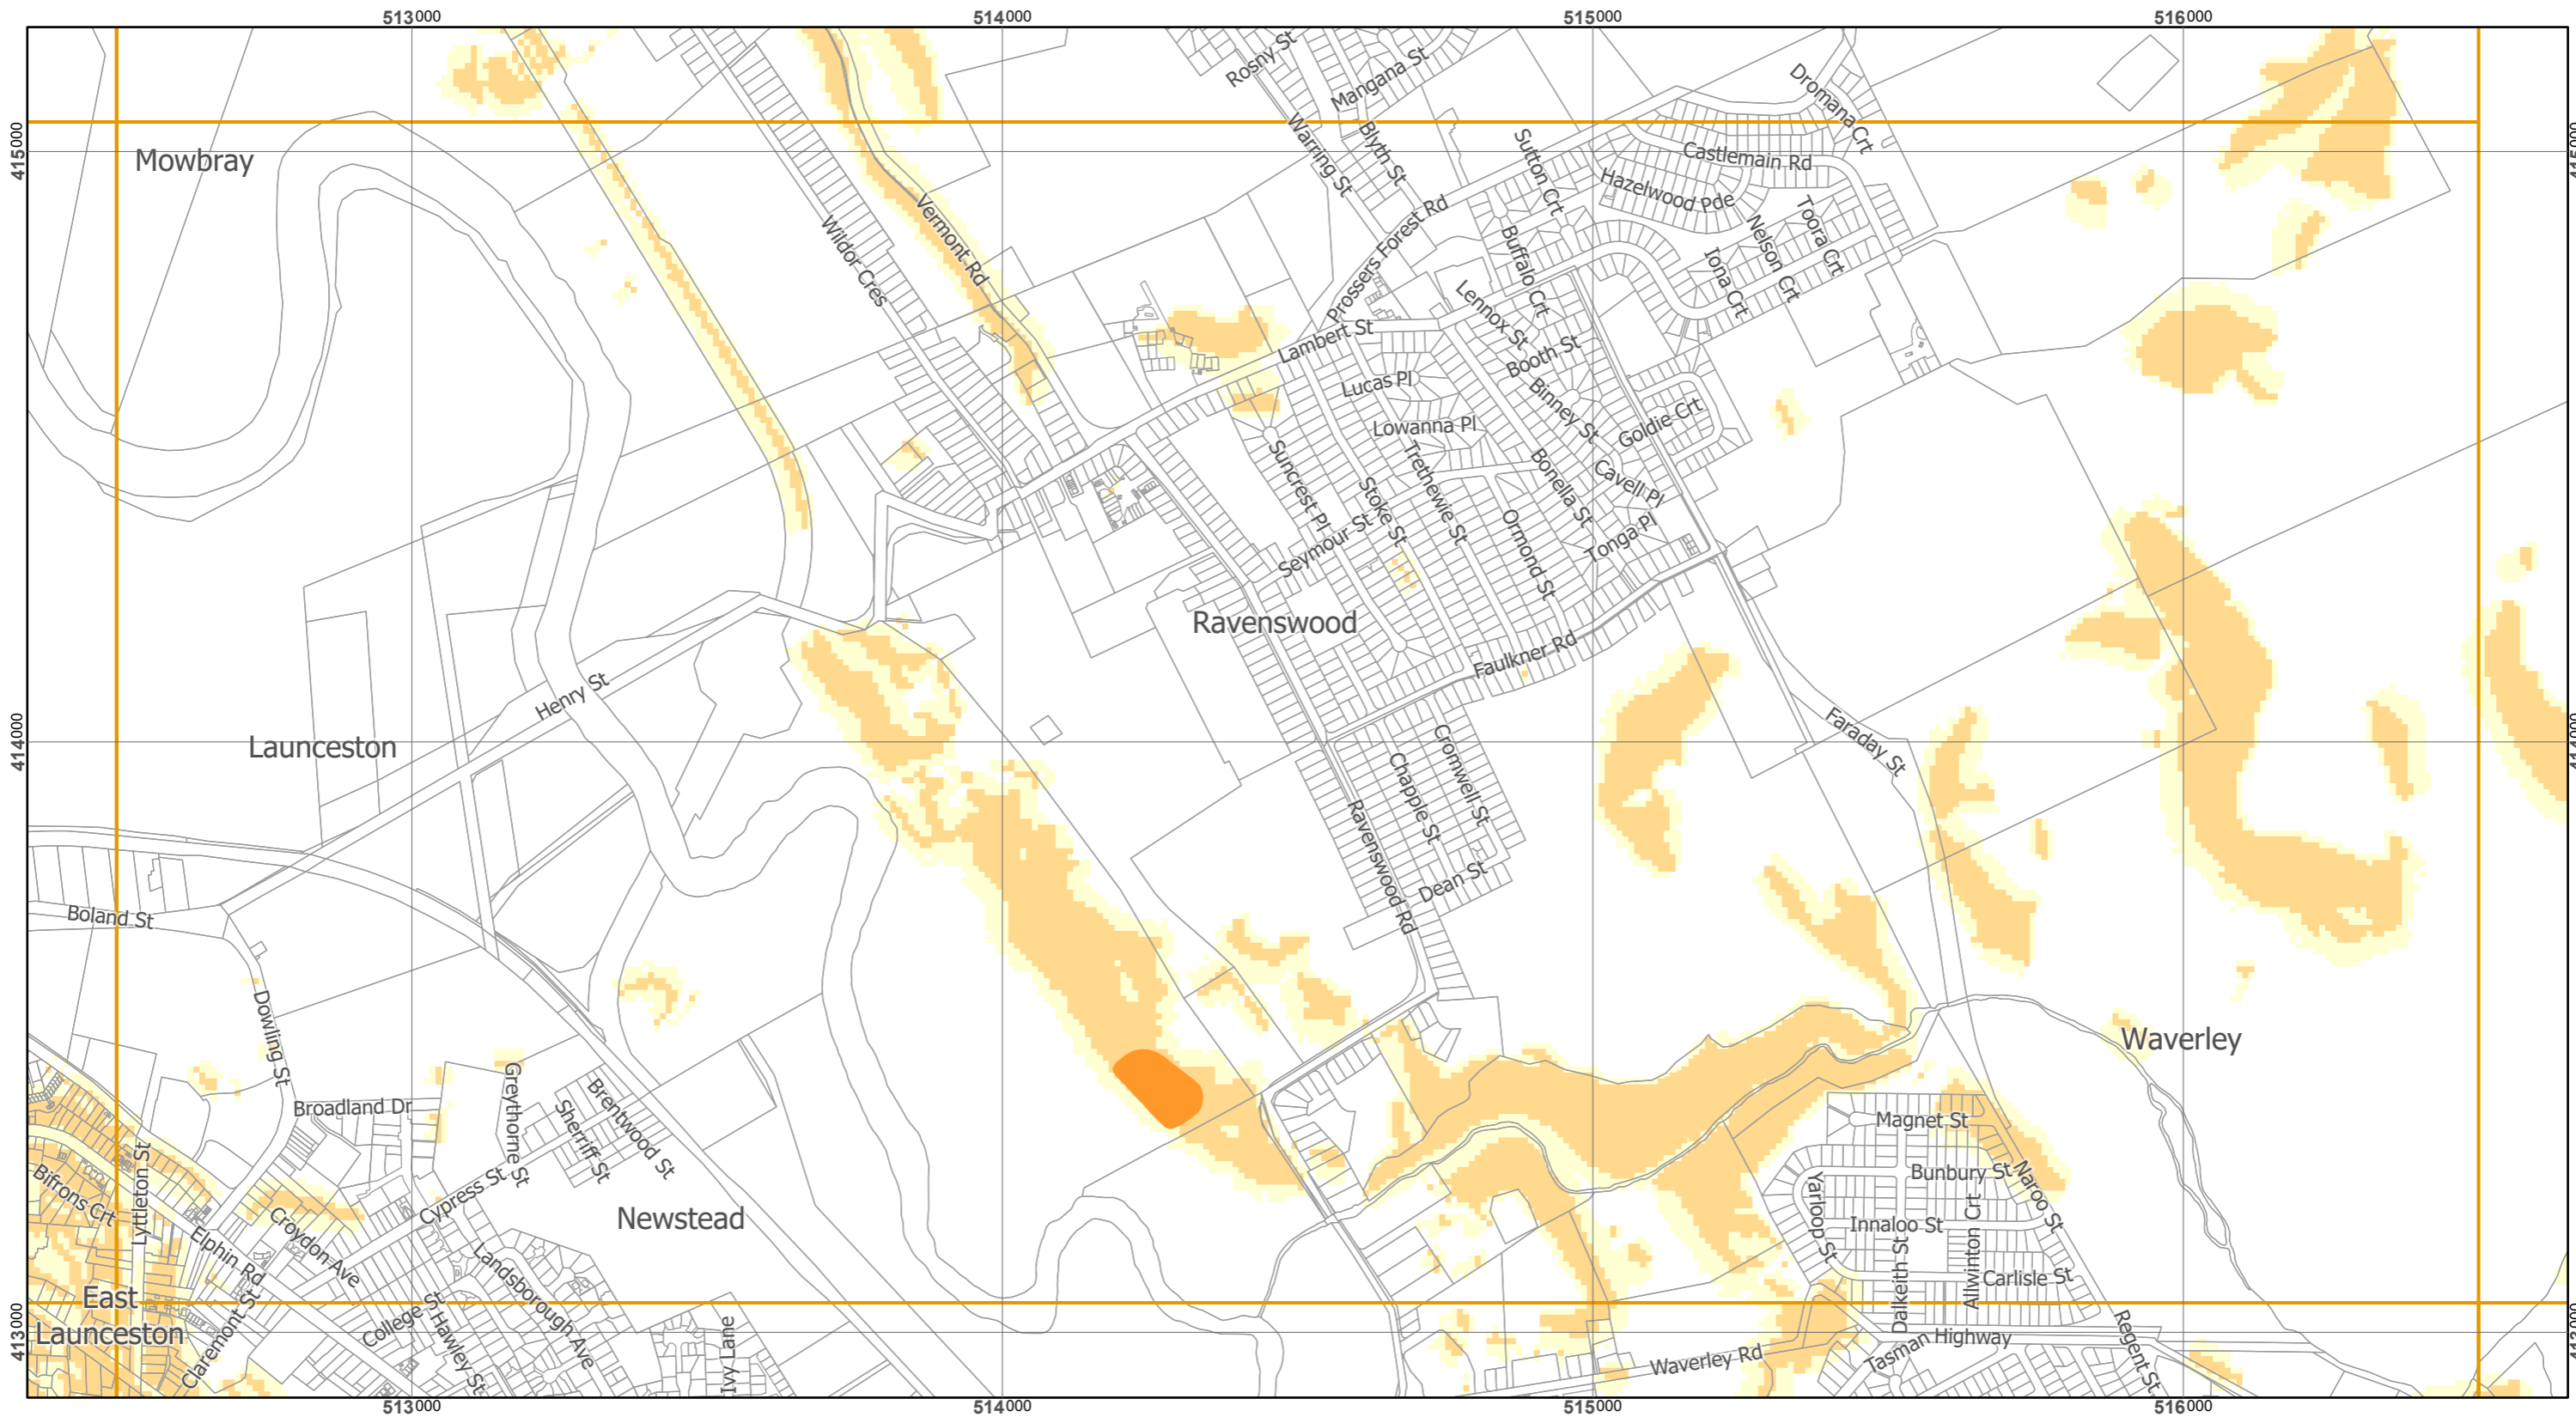 513000
514000
515000
516000
415000
414000
413000
415000
414000
413000
513000
514000
515000
516000
Mowbray
Rosny St
Mangana St
Dromana Crt
Warring St
Blyth St
Sutton Crt
Castlemain Rd
Hazelwood Pde
Vermont Rd
Wildor Cres
Prossers Forest Rd
Buffalo Crt
Nelson Crt
Toora Crt
Iona Crt
Lennox St
Lambert St
Booth St
Lucas Pl
Binney St
Goldie Crt
Lowanna Pl
Suncrest Pl
Trethewie St
Stoke St
Bonella St
Cavell Pl
Seymour St
Ormond St
Tonga Pl
Ravenswood
Faulkner Rd
Henry St
Launceston
Faraday St
Cromwell St
Chapple St
Ravenswood Rd
Dean St
Boland St
Dowling St
Waverley
Broadland Dr
Greythorne St
Sherriff St
Brentwood St
Magnet St
Bunbury St
Naroo St
Yarloop St
Innaloo St
Allwinton Crt
Dalkeith St
Carlisle St
Bifrons Crt
Lyttleton St
Cypress St
Newstead
Elphin Rd
Croydon Ave
Landsborough Ave
East
Launceston
Claremont St
College St
Hawley St
Ivy Lane
Waverley Rd
Tasman Highway
Regent St